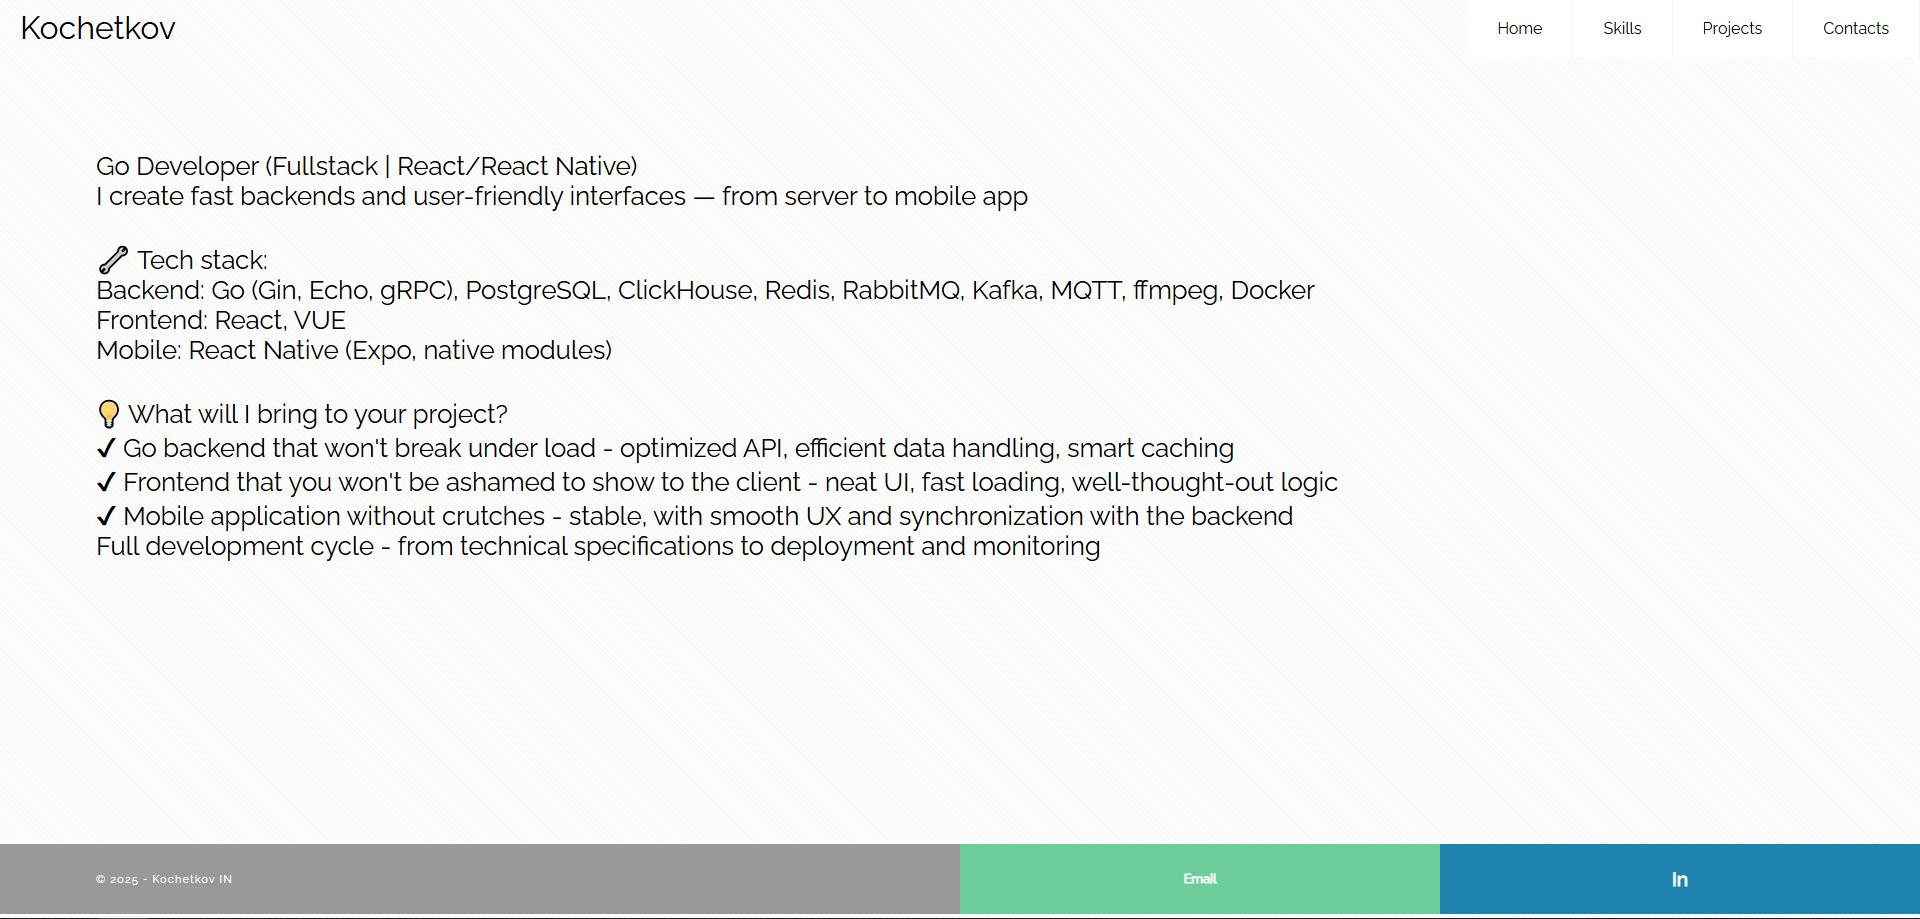 Kochetkov
Home
Skills
Projects
Contacts
Go Developer (Fullstack | React/React Native)
I create fast backends and user-friendly interfaces — from server to mobile app
🔧 Tech stack:
Backend: Go (Gin, Echo, gRPC), PostgreSQL, ClickHouse, Redis, RabbitMQ, Kafka, MQTT, ffmpeg, Docker
Frontend: React, VUE
Mobile: React Native (Expo, native modules)
💡 What will I bring to your project?
✔ Go backend that won't break under load - optimized API, efficient data handling, smart caching
✔ Frontend that you won't be ashamed to show to the client - neat UI, fast loading, well-thought-out logic
✔ Mobile application without crutches - stable, with smooth UX and synchronization with the backend
Full development cycle - from technical specifications to deployment and monitoring
© 2025 - Kochetkov IN
Email
In